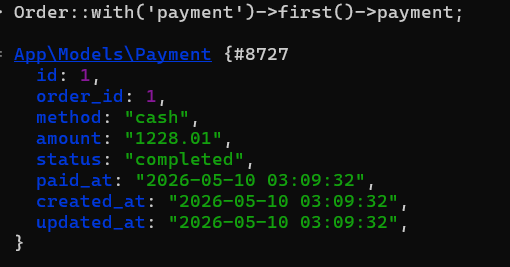 Order::with('payment')->first()->payment;
= App\Models\Payment {#8727
id: 1,
order_id: 1,
method: "cash",
amount: "1228.01",
status: "completed",
paid_at: "2026-05-10 03:09:32",
created_at: "2026-05-10 03:09:32",
updated_at: "2026-05-10 03:09:32",
}